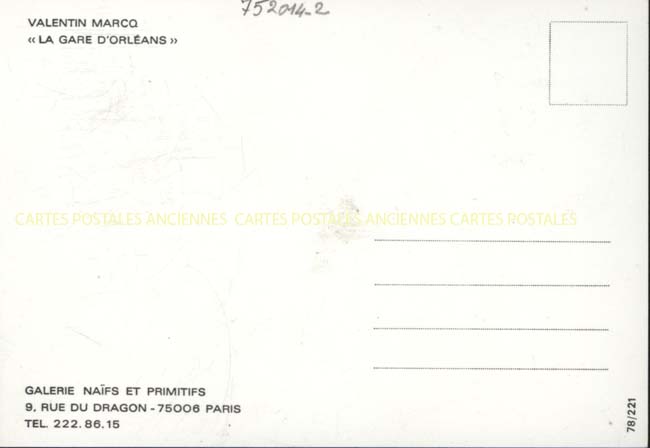 752014-2
VALENTIN MARCQ
« LA GARE D'ORLÉANS »
CARTES POSTALES ANCIENNES CARTES POSTALES ANCIENNES CARTES POSTALES
GALERIE NAÏFS ET PRIMITIFS
9, RUE DU DRAGON - 75006 PARIS
TEL. 222.86.15
78/221